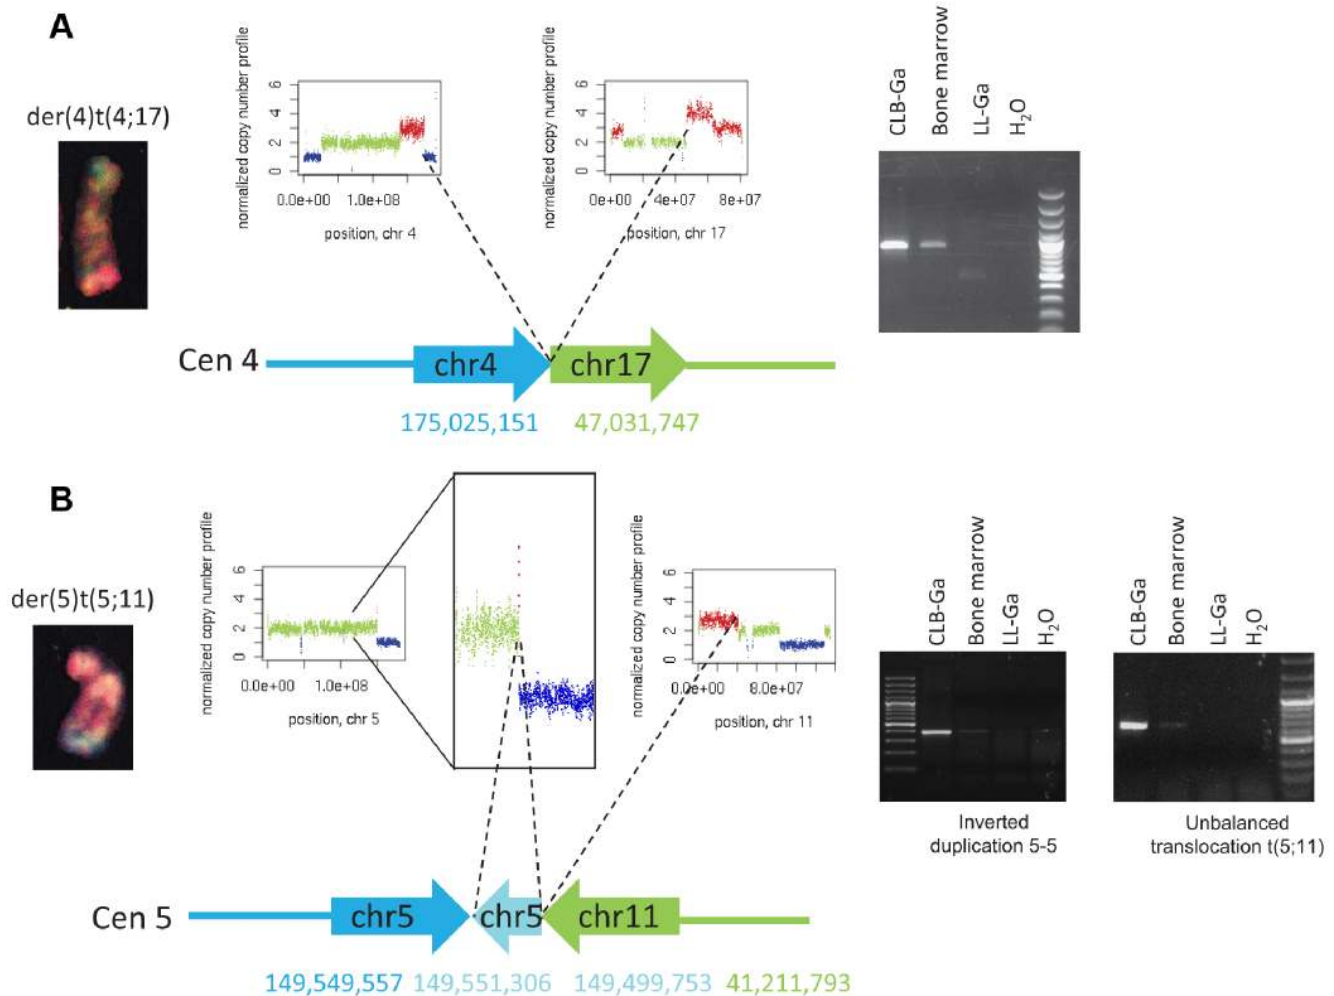 A
der(4)t(4;17)
normalized copy number profile
6
4
2
0
0.0e+00 1.0e+08
position, chr 4
normalized copy number profile
6
4
2
0
0e+00 4e+07 8e+07
position, chr 17
CLB-Ga
Bone marrow
LL-Ga
H2O
Cen 4
chr4
chr17
175,025,151 47,031,747
B
der(5)t(5;11)
normalized copy number profile
6
4
2
0
0.0e+00 1.0e+08
position, chr 5
normalized copy number profile
6
4
2
0
0.0e+00 8.0e+07
position, chr 11
CLB-Ga
Bone marrow
LL-Ga
H2O
Inverted
duplication 5-5
CLB-Ga
Bone marrow
LL-Ga
H2O
Unbalanced
translocation t(5;11)
Cen 5
chr5
chr5
chr11
149,549,557 149,551,306 149,499,753 41,211,793